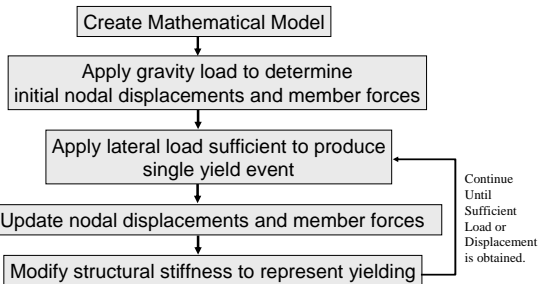 Create Mathematical Model
Apply gravity load to determine
initial nodal displacements and member forces
Apply lateral load sufficient to produce
single yield event
Update nodal displacements and member forces
Modify structural stiffness to represent yielding
Continue
Until
Sufficient
Load or
Displacement
is obtained.